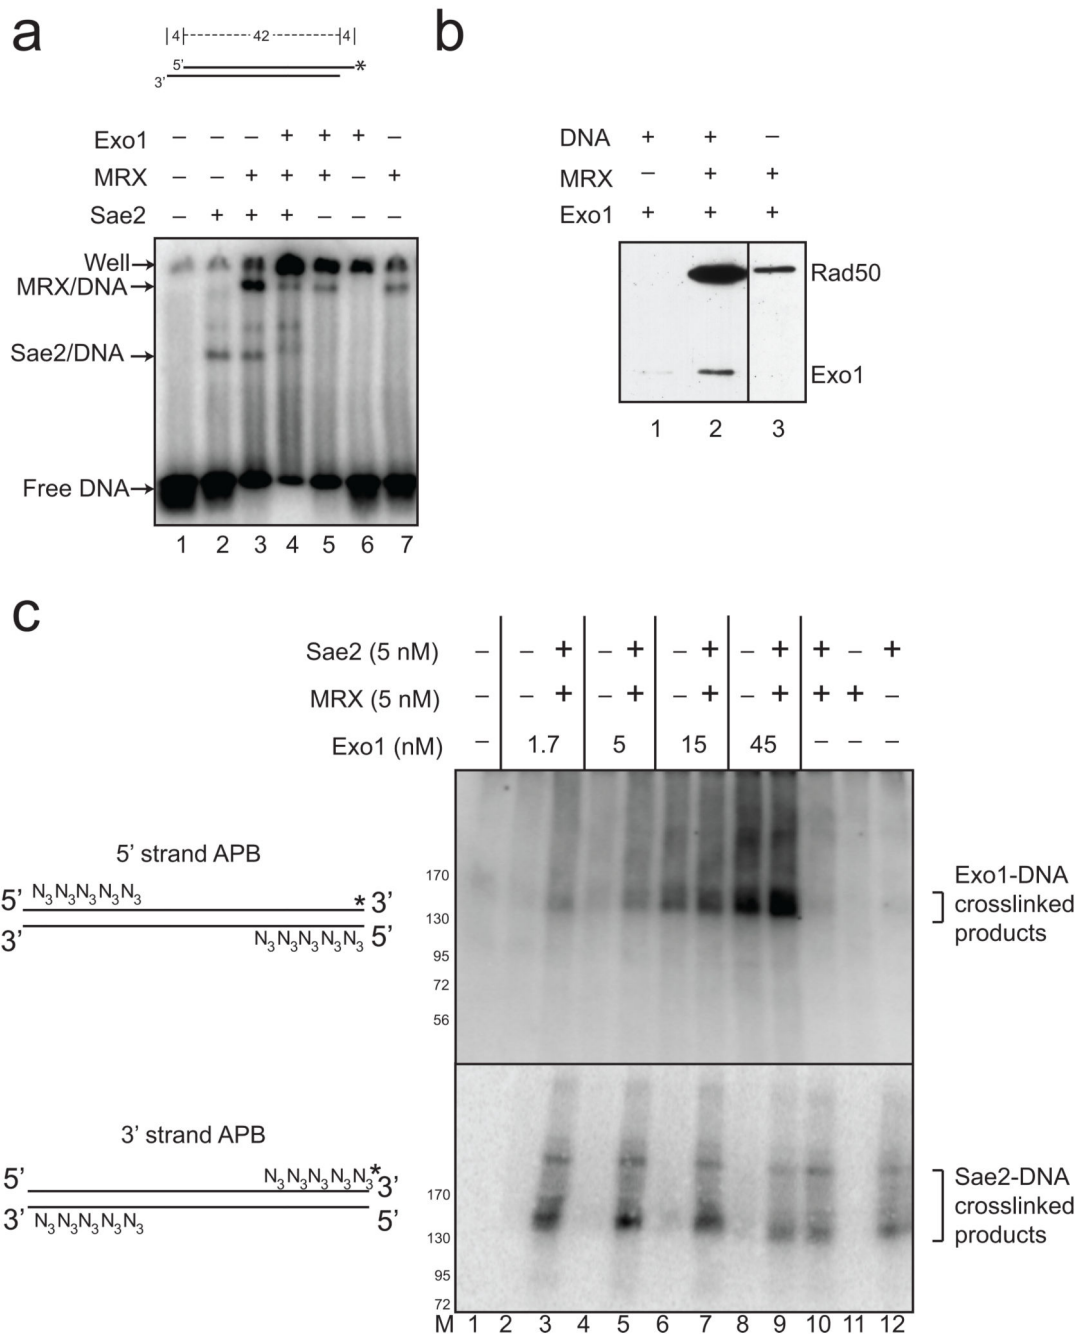 a
|4|---------42---------|4|
5'
*
3'
Exo1 – – – + + + –
MRX – – + + + – +
Sae2 – + + + – – –
Well
MRX/DNA
Sae2/DNA
Free DNA
1 2 3 4 5 6 7
b
DNA + + –
MRX – + +
Exo1 + + +
Rad50
Exo1
1 2 3
c
Sae2 (5 nM) – – + – + – + – + + – +
MRX (5 nM) – – + – + – + – + + + –
Exo1 (nM) – 1.7 5 15 45 – – –
5' strand APB
5' N3N3N3N3N3 * 3'
3' N3N3N3N3N3 5'
170
130
95
72
56
Exo1-DNA
crosslinked
products
3' strand APB
5' N3N3N3N3N3* 3'
3' N3N3N3N3N3 5'
170
130
95
72
Sae2-DNA
crosslinked
products
M 1 2 3 4 5 6 7 8 9 10 11 12